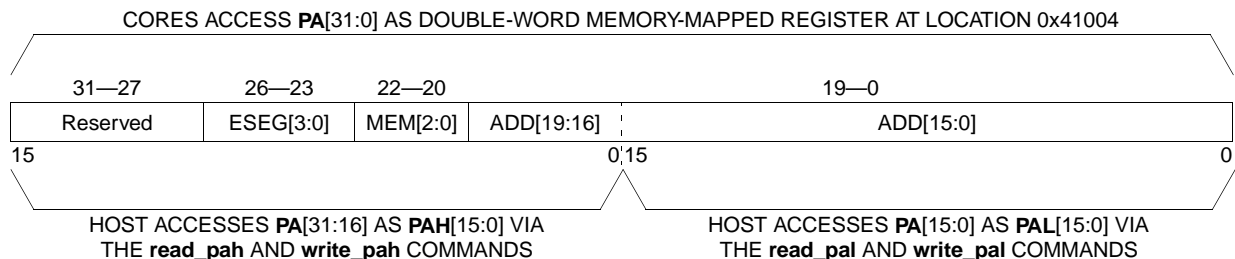 CORES ACCESS PA[31:0] AS DOUBLE-WORD MEMORY-MAPPED REGISTER AT LOCATION 0x41004
31—27 26—23 22—20 19—0
Reserved ESEG[3:0] MEM[2:0] ADD[19:16] ADD[15:0]
15 0 15 0
HOST ACCESSES PA[31:16] AS PAH[15:0] VIA
THE read_pah AND write_pah COMMANDS
HOST ACCESSES PA[15:0] AS PAL[15:0] VIA
THE read_pal AND write_pal COMMANDS